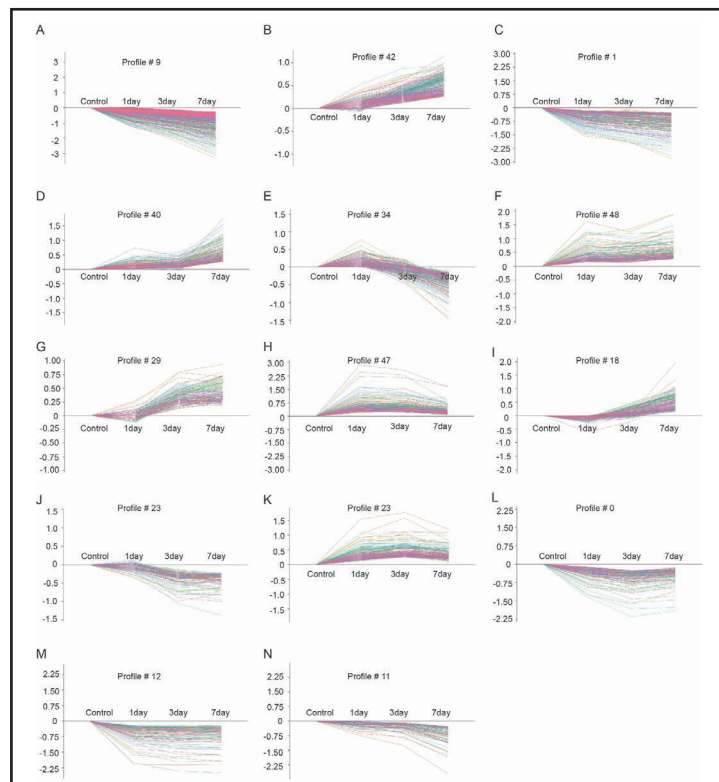 A
Profile # 9
3
2
1
0
-1
-2
-3
Control 1day 3day 7day
B
Profile # 42
1.0
0.5
0
-0.5
-1.0
Control 1day 3day 7day
C
Profile # 1
3.00
2.25
1.50
0.75
0
-0.75
-1.50
-2.25
-3.00
Control 1day 3day 7day
D
Profile # 40
1.5
1.0
0.5
0
-0.5
-1.0
-1.5
Control 1day 3day 7day
E
Profile # 34
1.5
1.0
0.5
0
-0.5
-1.0
-1.5
Control 1day 3day 7day
F
Profile # 48
2.0
1.5
1.0
0.5
0
-0.5
-1.0
-1.5
-2.0
Control 1day 3day 7day
G
Profile # 29
1.00
0.75
0.50
0.25
0
-0.25
-0.50
-0.75
-1.00
Control 1day 3day 7day
H
Profile # 47
3.00
2.25
1.50
0.75
0
-0.75
-1.50
-2.25
-3.00
Control 1day 3day 7day
I
Profile # 18
2.0
1.5
1.0
0.5
0
-0.5
-1.0
-1.5
-2.0
Control 1day 3day 7day
J
Profile # 23
1.5
1.0
0.5
0
-0.5
-1.0
-1.5
Control 1day 3day 7day
K
Profile # 23
1.5
1.0
0.5
0
-0.5
-1.0
-1.5
Control 1day 3day 7day
L
Profile # 0
2.25
1.50
0.75
0
-0.75
-1.50
-2.25
Control 1day 3day 7day
M
Profile # 12
2.25
1.50
0.75
0
-0.75
-1.50
-2.25
Control 1day 3day 7day
N
Profile # 11
2.25
1.50
0.75
0
-0.75
-1.50
-2.25
Control 1day 3day 7day